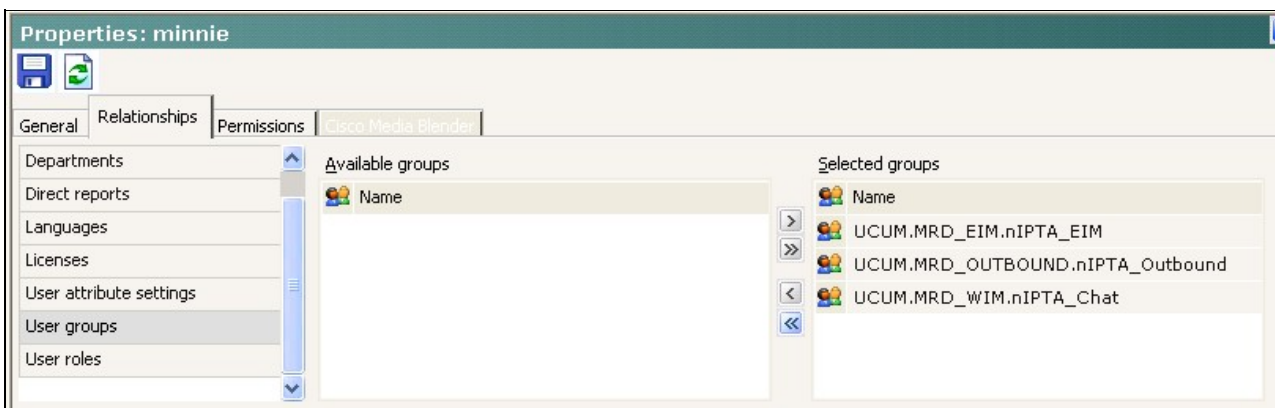 Properties: minnie
General
Relationships
Permissions
Cisco Media Blender
Departments
Direct reports
Languages
Licenses
User attribute settings
User groups
User roles
Available groups
Name
>
>>
<
<<
Selected groups
Name
UCUM.MRD_EIM.nIPTA_EIM
UCUM.MRD_OUTBOUND.nIPTA_Outbound
UCUM.MRD_WIM.nIPTA_Chat